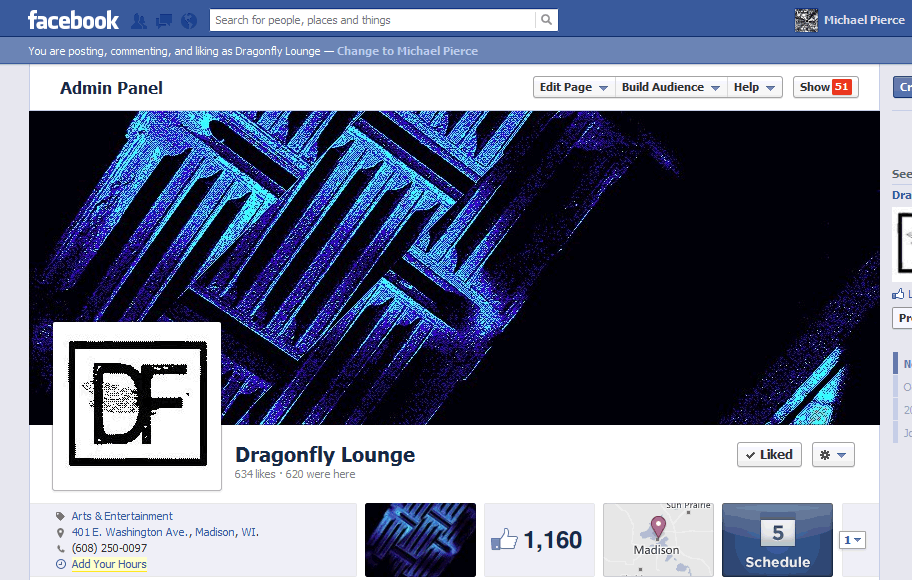 facebook Search for people, places and things Michael Pierce
You are posting, commenting, and liking as Dragonfly Lounge — Change to Michael Pierce
Admin Panel Edit Page Build Audience Help Show 51 Cr
See
Dra
L
Pr
N
O
20
Jo
DF
Dragonfly Lounge Liked
634 likes · 620 were here
Arts & Entertainment
401 E. Washington Ave., Madison, WI.
(608) 250-0097
Add Your Hours
1,160
Sun Prairie
Madison
5
Schedule
1